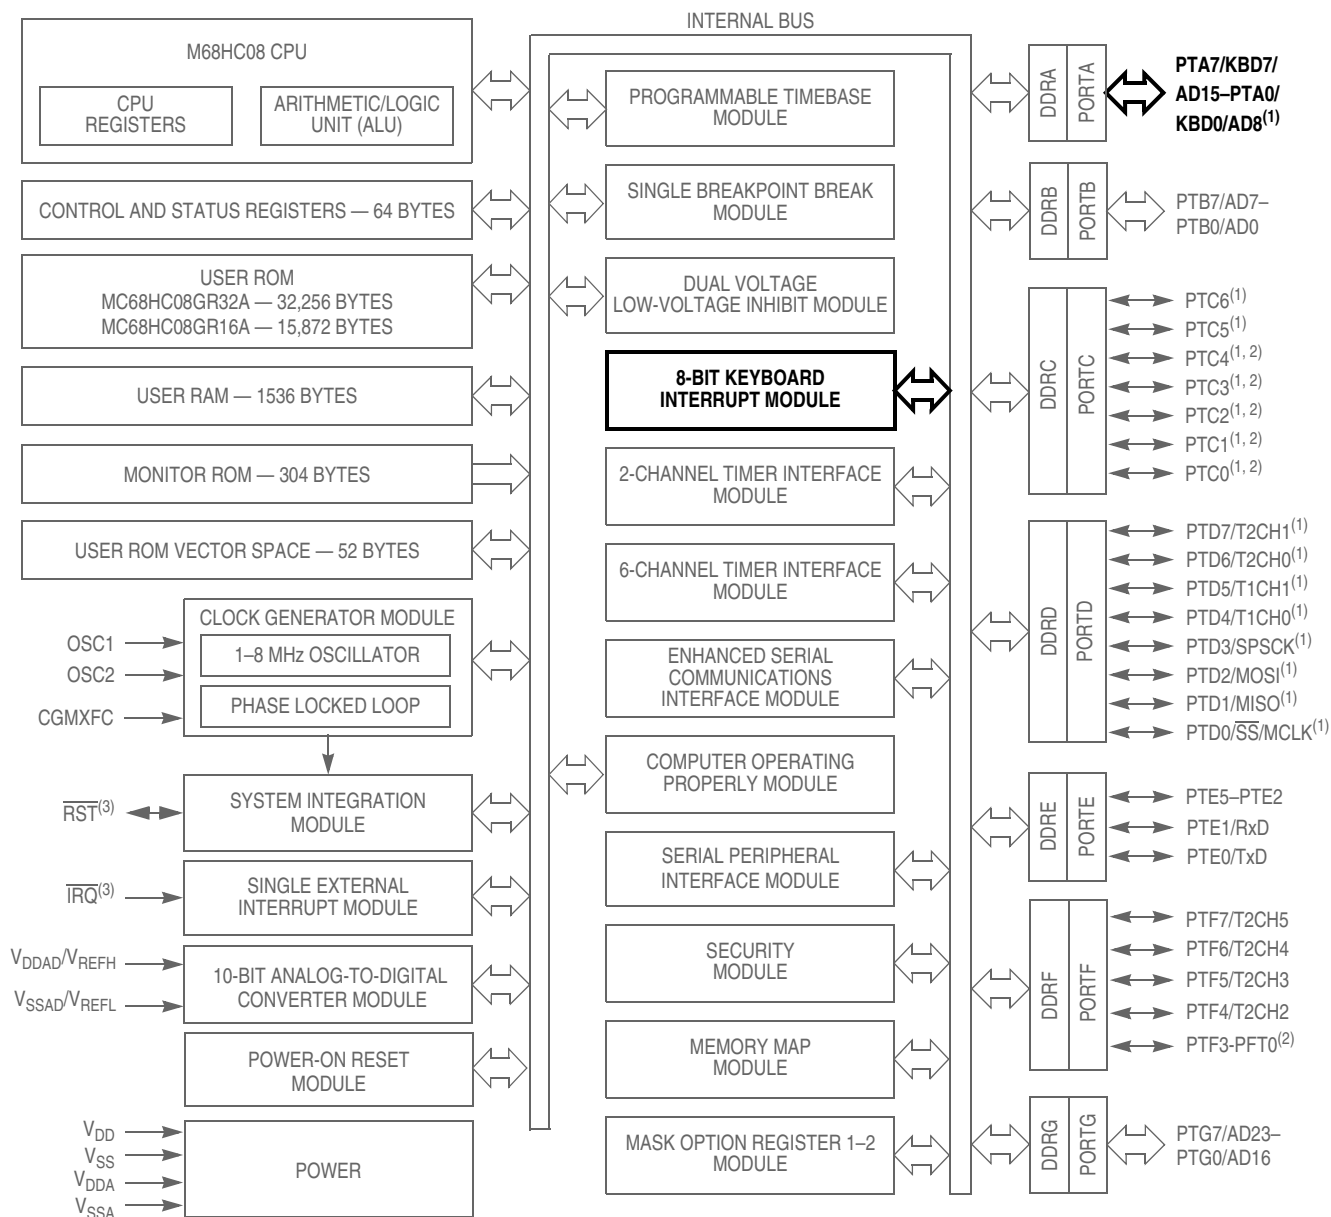 INTERNAL BUS
M68HC08 CPU
CPU
REGISTERS
ARITHMETIC/LOGIC
UNIT (ALU)
CONTROL AND STATUS REGISTERS — 64 BYTES
USER ROM
MC68HC08GR32A — 32,256 BYTES
MC68HC08GR16A — 15,872 BYTES
USER RAM — 1536 BYTES
MONITOR ROM — 304 BYTES
USER ROM VECTOR SPACE — 52 BYTES
CLOCK GENERATOR MODULE
1–8 MHz OSCILLATOR
PHASE LOCKED LOOP
OSC1
OSC2
CGMXFC
SYSTEM INTEGRATION
MODULE
RST(3)
SINGLE EXTERNAL
INTERRUPT MODULE
IRQ(3)
10-BIT ANALOG-TO-DIGITAL
CONVERTER MODULE
VDDAD/VREFH
VSSAD/VREFL
POWER-ON RESET
MODULE
POWER
VDD
VSS
VDDA
VSSA
PROGRAMMABLE TIMEBASE
MODULE
SINGLE BREAKPOINT BREAK
MODULE
DUAL VOLTAGE
LOW-VOLTAGE INHIBIT MODULE
8-BIT KEYBOARD
INTERRUPT MODULE
2-CHANNEL TIMER INTERFACE
MODULE
6-CHANNEL TIMER INTERFACE
MODULE
ENHANCED SERIAL
COMMUNICATIONS
INTERFACE MODULE
COMPUTER OPERATING
PROPERLY MODULE
SERIAL PERIPHERAL
INTERFACE MODULE
SECURITY
MODULE
MEMORY MAP
MODULE
MASK OPTION REGISTER 1–2
MODULE
DDRA
PORTA
PTA7/KBD7/
AD15–PTA0/
KBD0/AD8(1)
DDRB
PORTB
PTB7/AD7–
PTB0/AD0
DDRC
PORTC
PTC6(1)
PTC5(1)
PTC4(1, 2)
PTC3(1, 2)
PTC2(1, 2)
PTC1(1, 2)
PTC0(1, 2)
DDRD
PORTD
PTD7/T2CH1(1)
PTD6/T2CH0(1)
PTD5/T1CH1(1)
PTD4/T1CH0(1)
PTD3/SPSCK(1)
PTD2/MOSI(1)
PTD1/MISO(1)
PTD0/SS/MCLK(1)
DDRE
PORTE
PTE5–PTE2
PTE1/RxD
PTE0/TxD
DDRF
PORTF
PTF7/T2CH5
PTF6/T2CH4
PTF5/T2CH3
PTF4/T2CH2
PTF3-PFT0(2)
DDRG
PORTG
PTG7/AD23–
PTG0/AD16